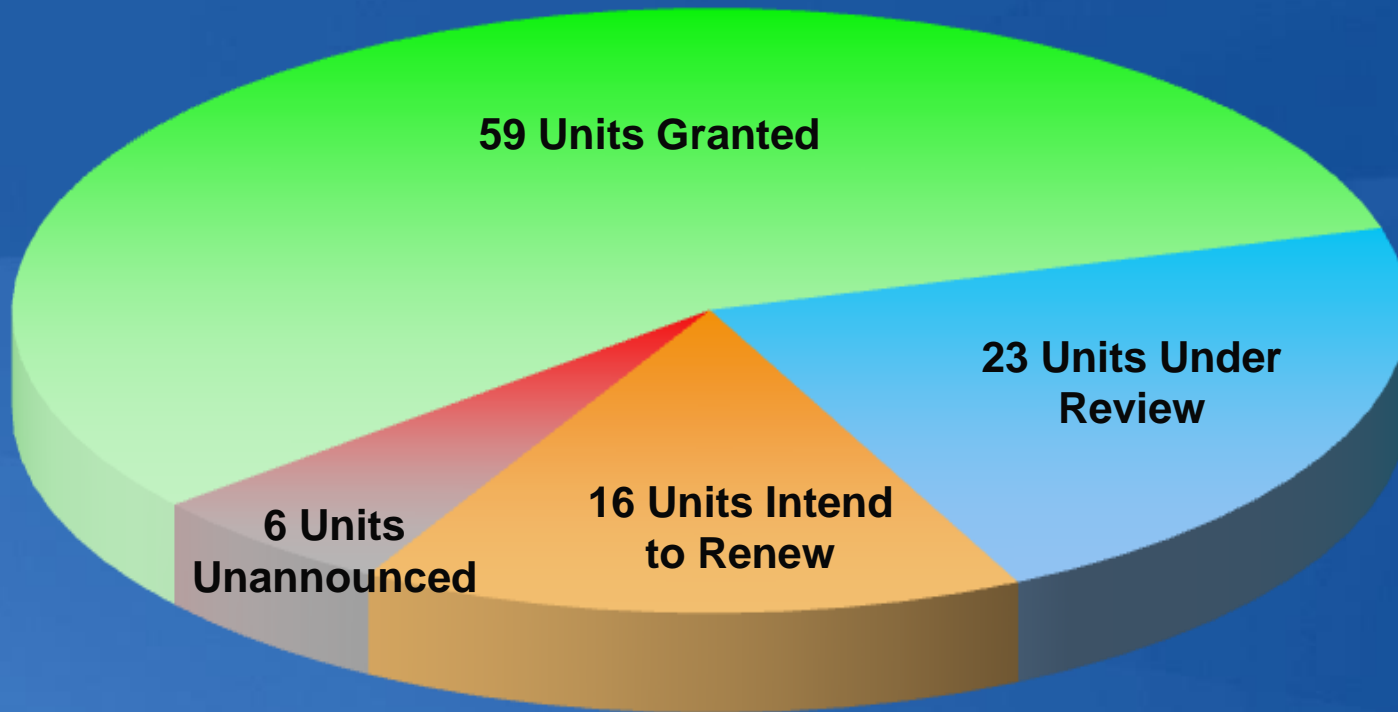 59 Units Granted
23 Units Under
Review
16 Units Intend
to Renew
6 Units
Unannounced